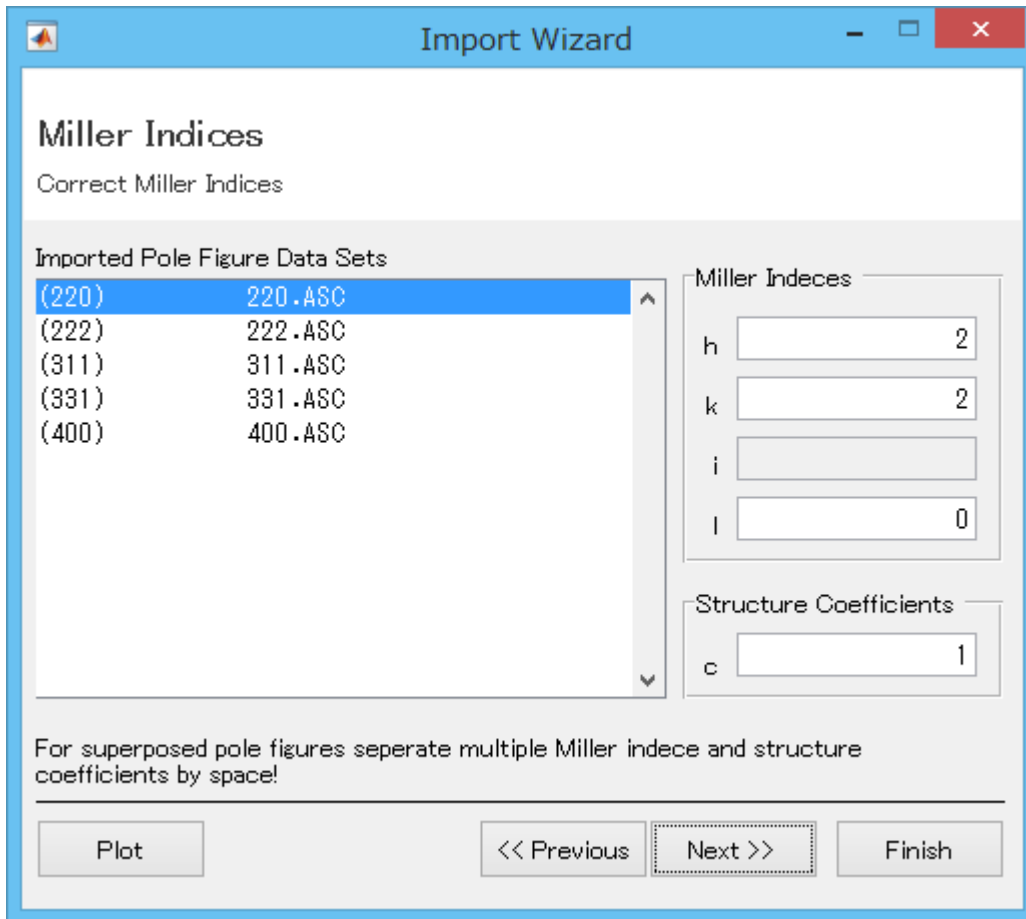 Import Wizard
Miller Indices
Correct Miller Indices
Imported Pole Figure Data Sets
(220) 220.ASC
(222) 222.ASC
(311) 311.ASC
(331) 331.ASC
(400) 400.ASC
Miller Indeces
h 2
k 2
i
l 0
Structure Coefficients
c 1
For superposed pole figures seperate multiple Miller indece and structure
coefficients by space!
Plot
<< Previous
Next >>
Finish